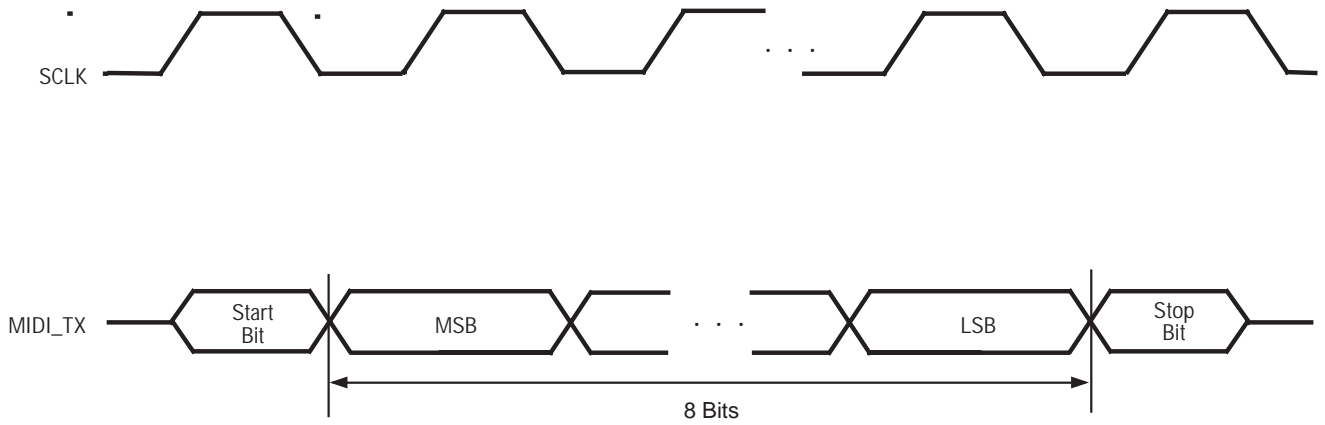 SCLK
. . .
MIDI_TX
Start
Bit
MSB
. . .
LSB
Stop
Bit
8 Bits